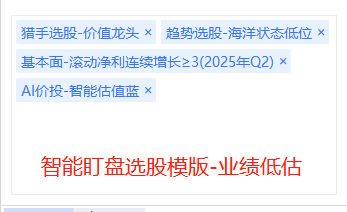 猎手选股-价值龙头 × 趋势选股-海洋状态低位 ×
基本面-滚动净利连续增长≥3(2025年Q2) ×
AI价投-智能估值蓝 ×
智能盯盘选股模版-业绩低估